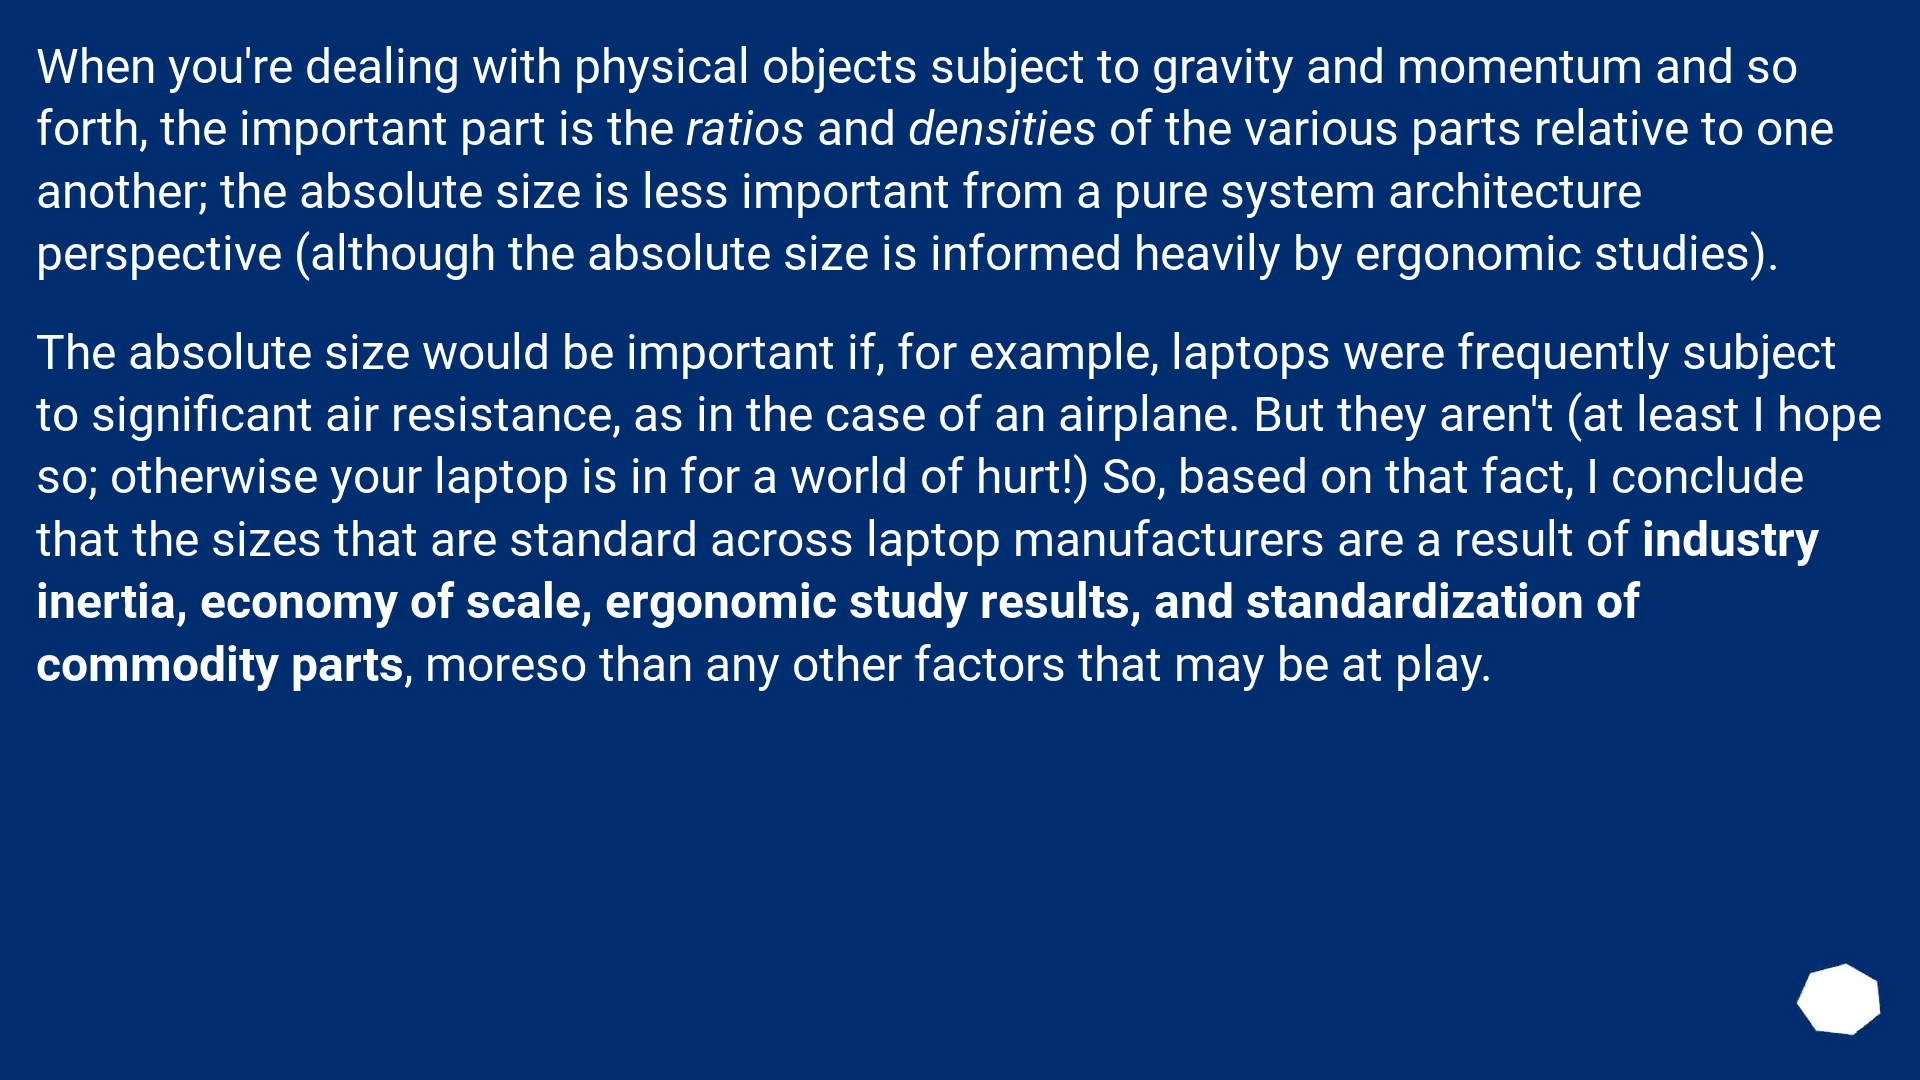 When you're dealing with physical objects subject to gravity and momentum and so
forth, the important part is the ratios and densities of the various parts relative to one
another; the absolute size is less important from a pure system architecture
perspective (although the absolute size is informed heavily by ergonomic studies).
The absolute size would be important if, for example, laptops were frequently subject
to significant air resistance, as in the case of an airplane. But they aren't (at least I hope
so; otherwise your laptop is in for a world of hurt!) So, based on that fact, I conclude
that the sizes that are standard across laptop manufacturers are a result of industry
inertia, economy of scale, ergonomic study results, and standardization of
commodity parts, moreso than any other factors that may be at play.